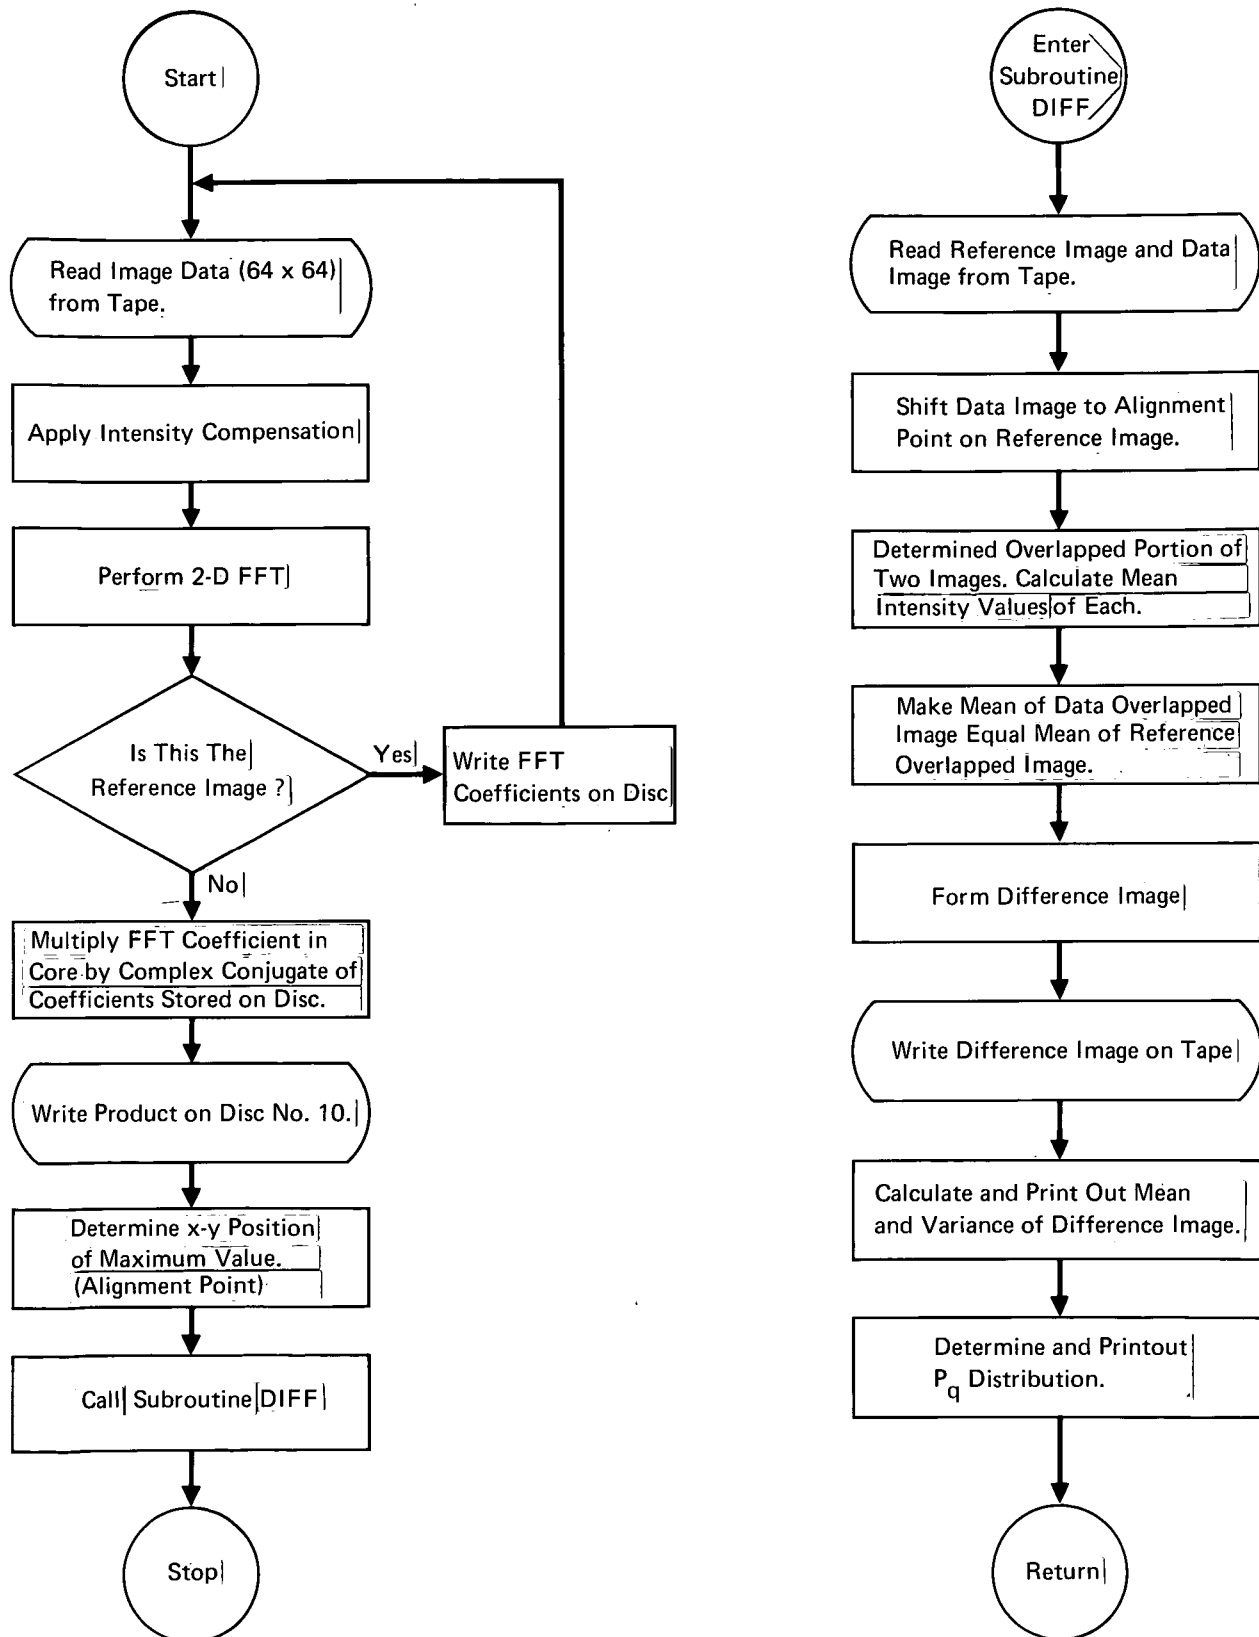 Start
Read Image Data (64 x 64)
from Tape.
Apply Intensity Compensation
Perform 2-D FFT
Is This The
Reference Image ?
Yes
Write FFT
Coefficients on Disc
No
Multiply FFT Coefficient in
Core by Complex Conjugate of
Coefficients Stored on Disc.
Write Product on Disc No. 10.
Determine x-y Position
of Maximum Value.
(Alignment Point)
Call Subroutine DIFF
Stop
Enter
Subroutine
DIFF
Read Reference Image and Data
Image from Tape.
Shift Data Image to Alignment
Point on Reference Image.
Determined Overlapped Portion of
Two Images. Calculate Mean
Intensity Values of Each.
Make Mean of Data Overlapped
Image Equal Mean of Reference
Overlapped Image.
Form Difference Image
Write Difference Image on Tape
Calculate and Print Out Mean
and Variance of Difference Image.
Determine and Printout
Pq Distribution.
Return